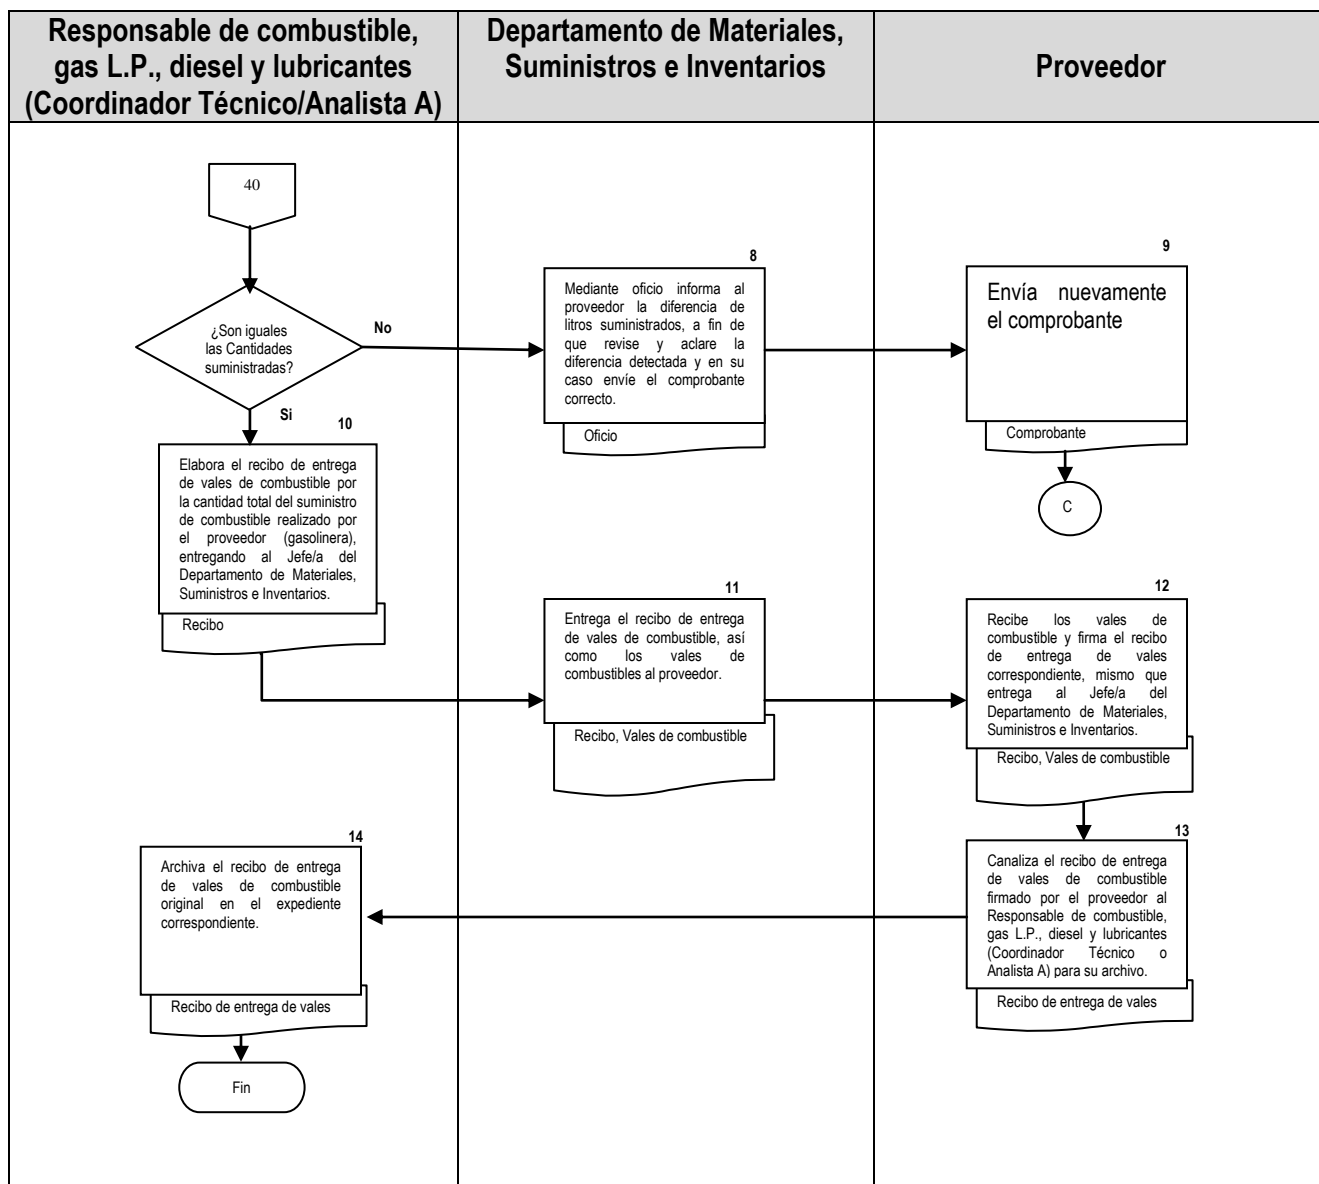 Responsable de combustible,
gas L.P., diesel y lubricantes
(Coordinador Técnico/Analista A)
Departamento de Materiales,
Suministros e Inventarios
Proveedor
40
¿Son iguales
las Cantidades
suministradas?
No
Si
8
Mediante oficio informa al
proveedor la diferencia de
litros suministrados, a fin de
que revise y aclare la
diferencia detectada y en su
caso envíe el comprobante
correcto.
Oficio
9
Envía nuevamente
el comprobante
Comprobante
C
10
Elabora el recibo de entrega
de vales de combustible por
la cantidad total del suministro
de combustible realizado por
el proveedor (gasolinera),
entregando al Jefe/a del
Departamento de Materiales,
Suministros e Inventarios.
Recibo
11
Entrega el recibo de entrega
de vales de combustible, así
como los vales de
combustibles al proveedor.
Recibo, Vales de combustible
12
Recibe los vales de
combustible y firma el recibo
de entrega de vales
correspondiente, mismo que
entrega al Jefe/a del
Departamento de Materiales,
Suministros e Inventarios.
Recibo, Vales de combustible
13
Canaliza el recibo de entrega
de vales de combustible
firmado por el proveedor al
Responsable de combustible,
gas L.P., diesel y lubricantes
(Coordinador Técnico o
Analista A) para su archivo.
Recibo de entrega de vales
14
Archiva el recibo de entrega
de vales de combustible
original en el expediente
correspondiente.
Recibo de entrega de vales
Fin